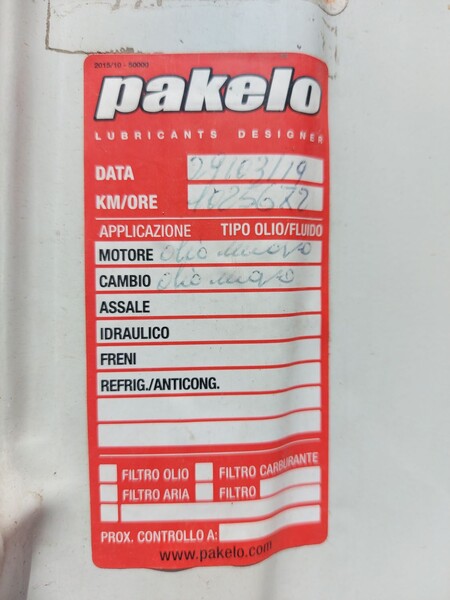 2015/10 - 50000
pakelo
LUBRICANTS DESIGNER
DATA 29/03/19
KM/ORE
APPLICAZIONE TIPO OLIO/FLUIDO
MOTORE olio nuovo
CAMBIO olio nuovo
ASSALE
IDRAULICO
FRENI
REFRIG./ANTICONG.
FILTRO OLIO FILTRO CARBURANTE
FILTRO ARIA FILTRO
PROX. CONTROLLO A:
www.pakelo.com